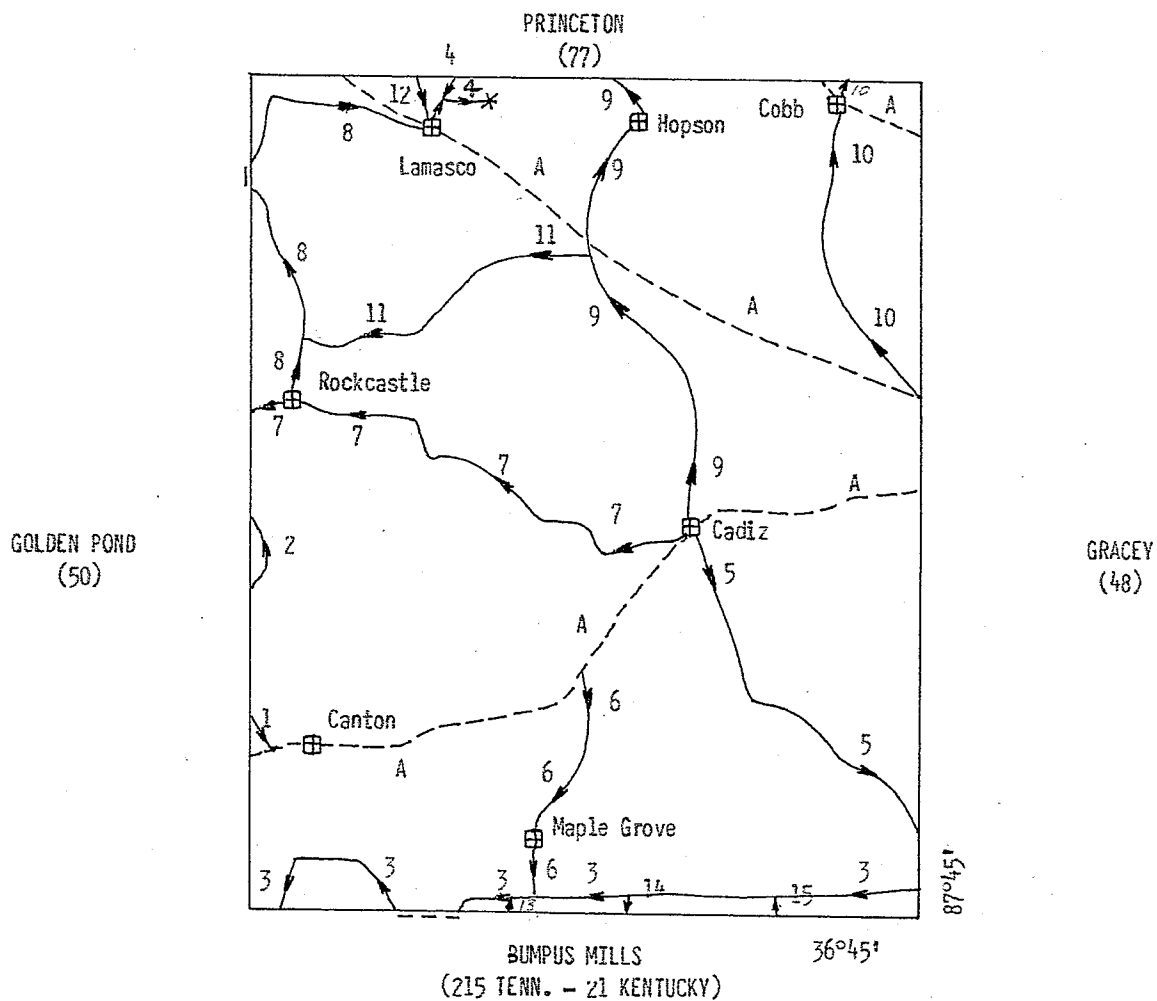 PRINCETON
(77)
4
12
4
9
10
A
Cobb
8
Hopson
Lamasco
A
9
10
1
11
8
A
11
9
10
8
Rockcastle
7
7
7
9
A
7
Cadiz
GOLDEN POND
(50)
2
GRACEY
(48)
5
A
6
1
Canton
5
A
6
Maple Grove
3
3
6
3
3
3
14
15
13
87°45'
36°45'
BUMPUS MILLS
(215 TENN. - 21 KENTUCKY)